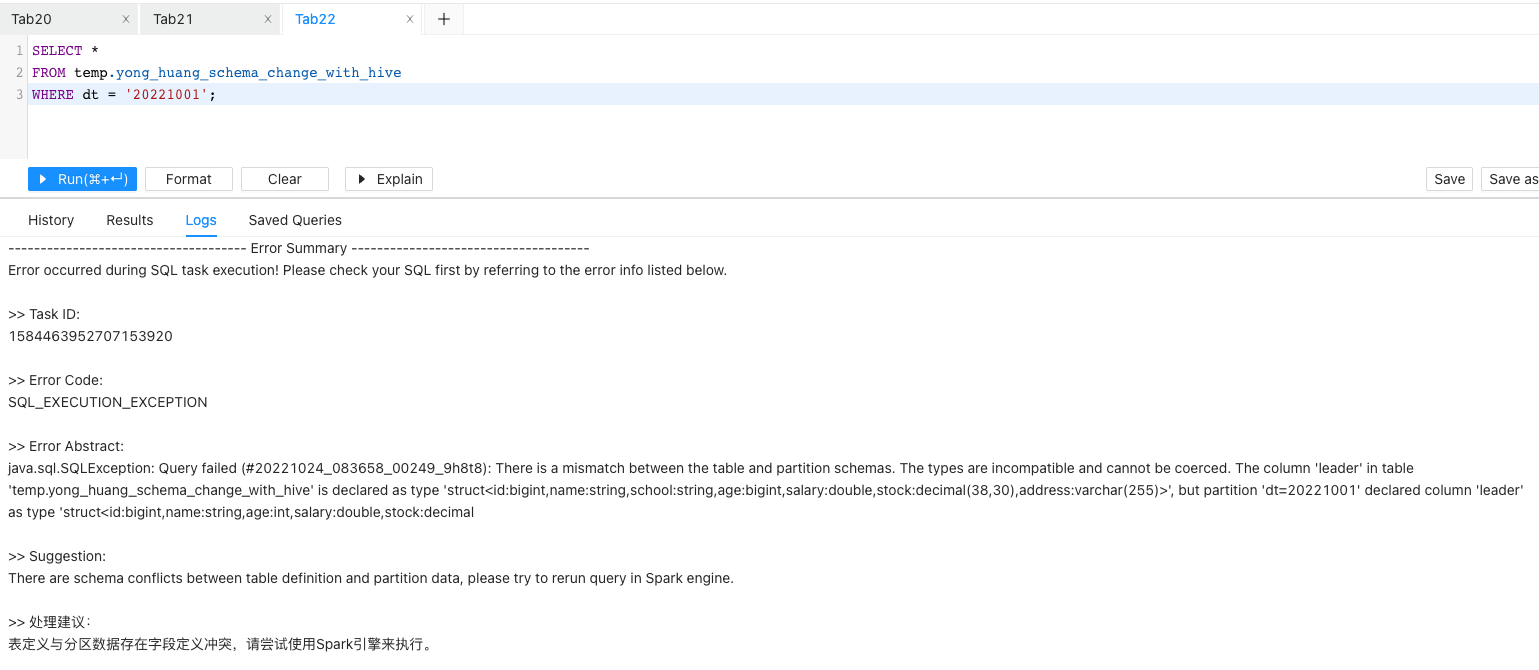 Tab20 x Tab21 x Tab22 x +
1 SELECT *
2 FROM temp.yong_huang_schema_change_with_hive
3 WHERE dt = '20221001';
Run(⌘+↵) Format Clear Explain Save Save as
History Results Logs Saved Queries
------------------------------------- Error Summary -------------------------------------
Error occurred during SQL task execution! Please check your SQL first by referring to the error info listed below.
>> Task ID:
1584463952707153920
>> Error Code:
SQL_EXECUTION_EXCEPTION
>> Error Abstract:
java.sql.SQLException: Query failed (#20221024_083658_00249_9h8t8): There is a mismatch between the table and partition schemas. The types are incompatible and cannot be coerced. The column 'leader' in table
'temp.yong_huang_schema_change_with_hive' is declared as type 'struct<id:bigint,name:string,school:string,age:bigint,salary:double,stock:decimal(38,30),address:varchar(255)>', but partition 'dt=20221001' declared column 'leader'
as type 'struct<id:bigint,name:string,age:int,salary:double,stock:decimal
>> Suggestion:
There are schema conflicts between table definition and partition data, please try to rerun query in Spark engine.
>> 处理建议：
表定义与分区数据存在字段定义冲突，请尝试使用Spark引擎来执行。